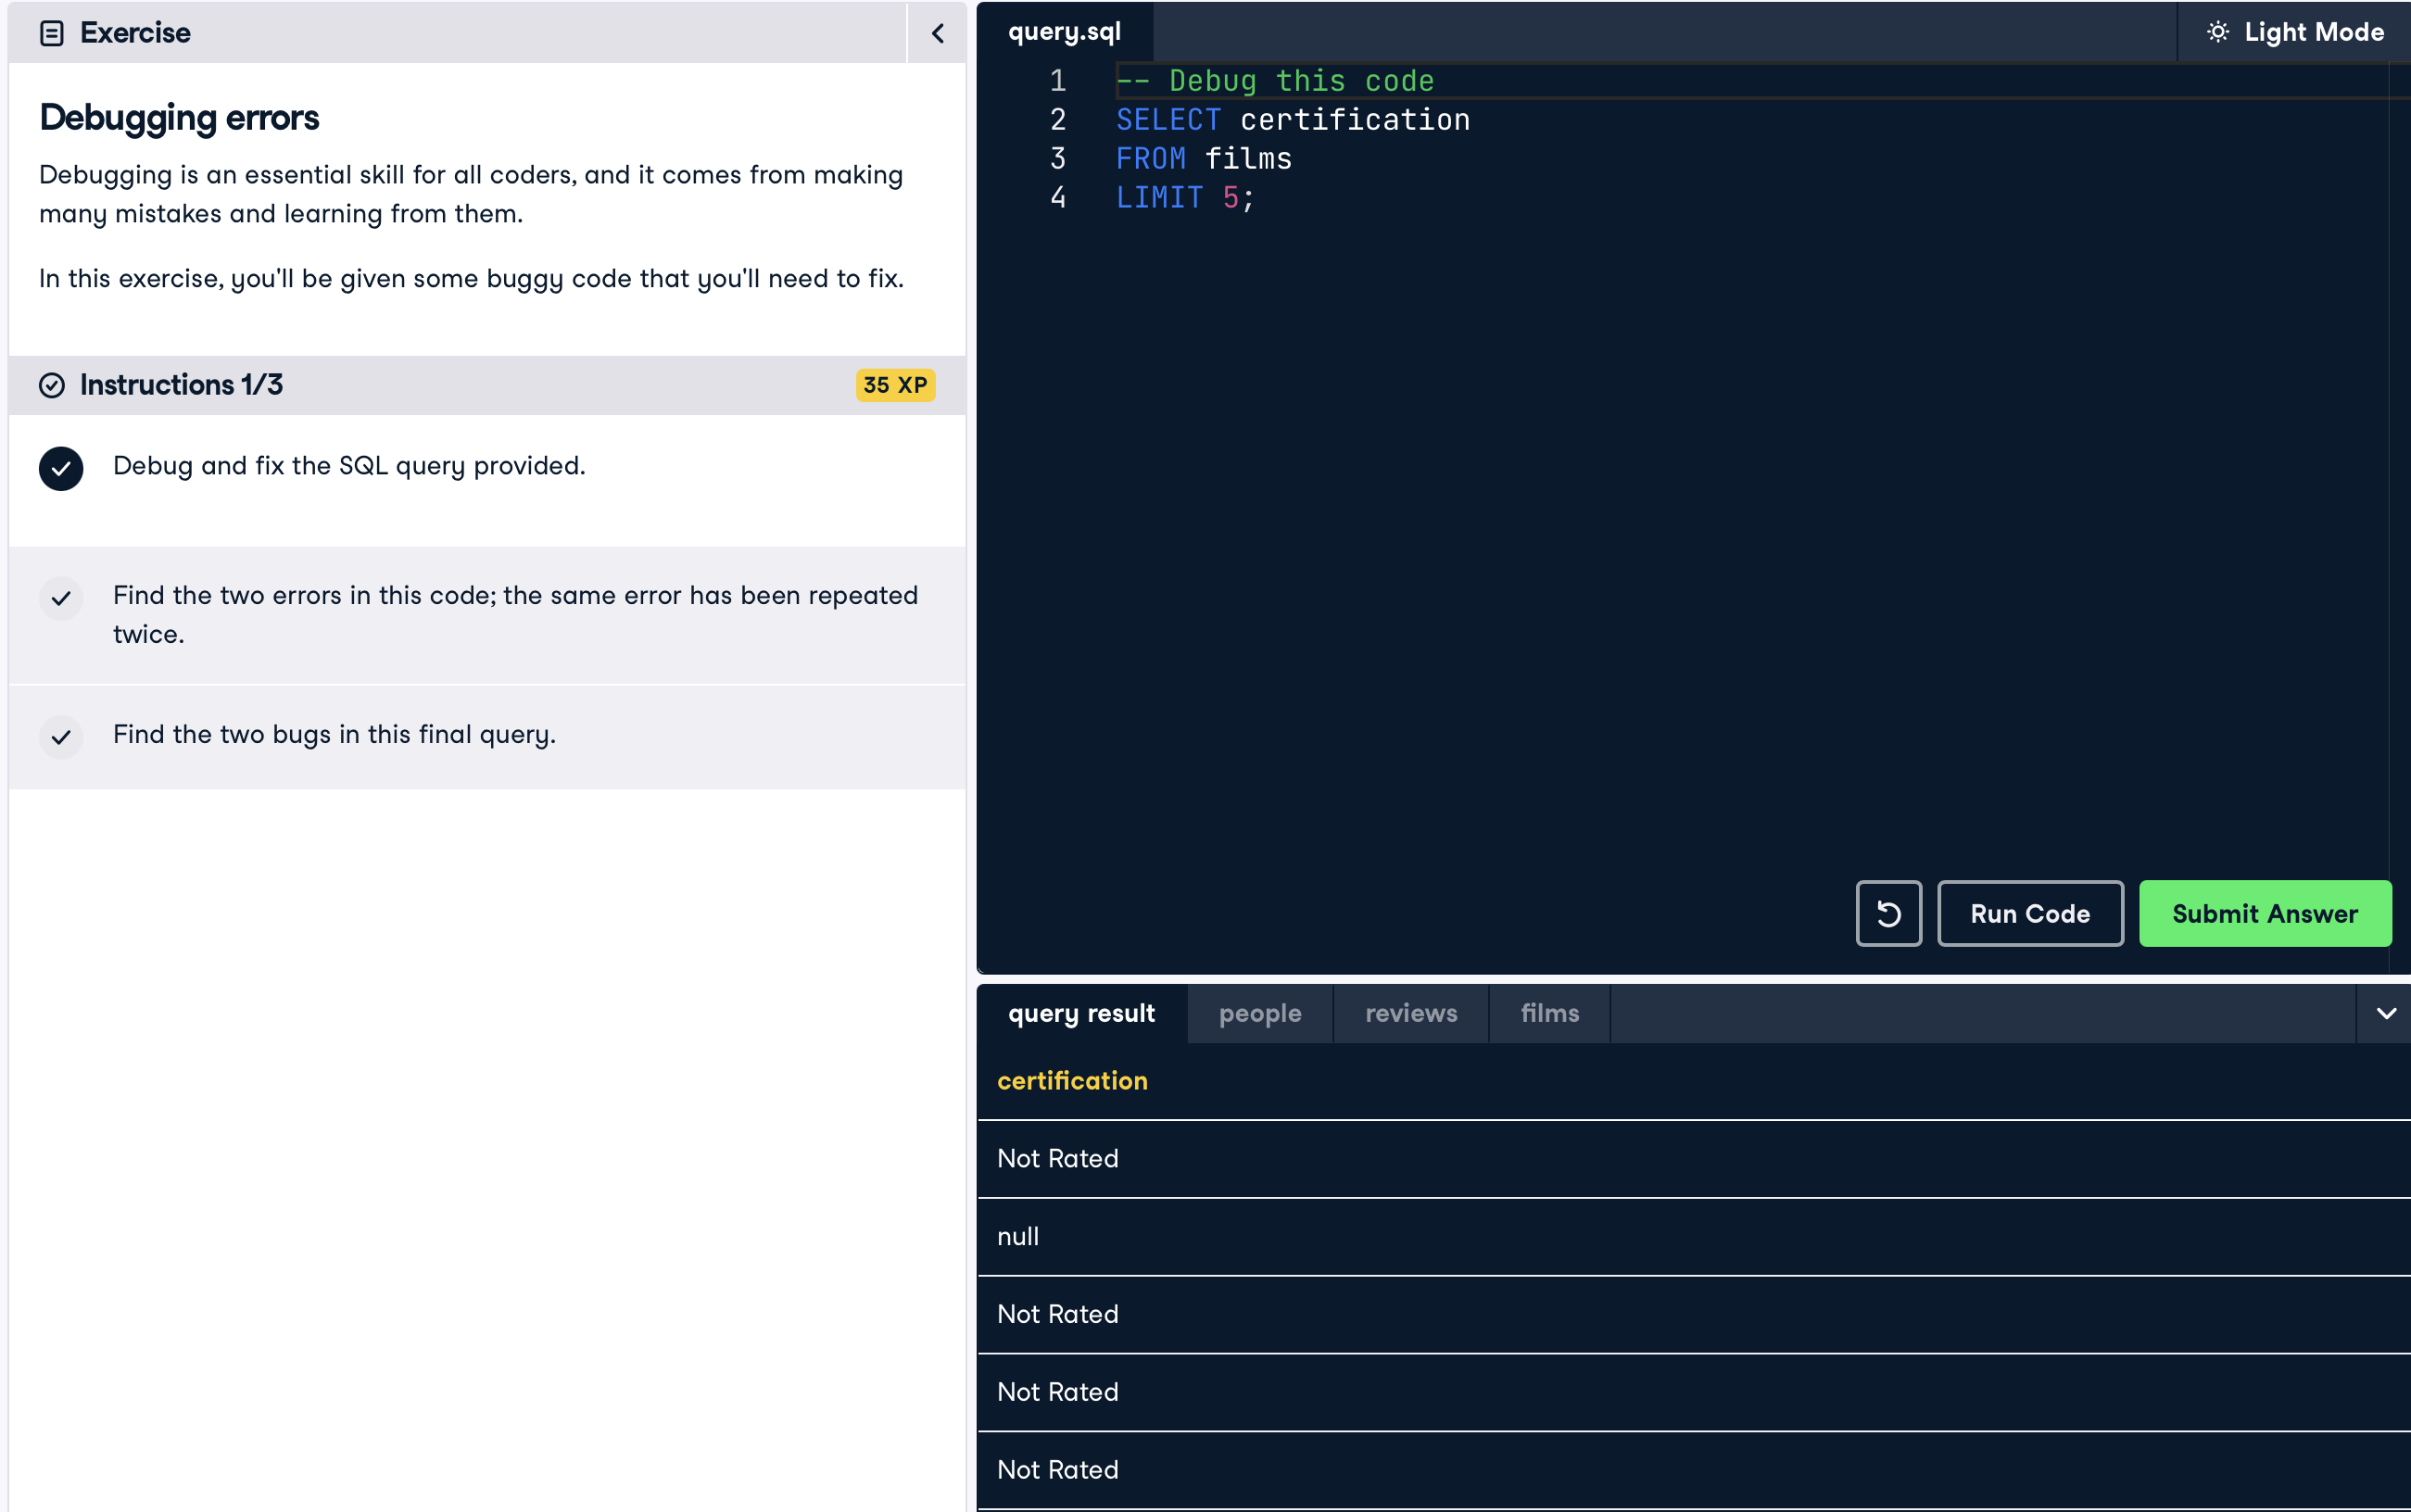 Exercise
Debugging errors
Debugging is an essential skill for all coders, and it comes from making
many mistakes and learning from them.
In this exercise, you'll be given some buggy code that you'll need to fix.
Instructions 1/3
35 XP
Debug and fix the SQL query provided.
Find the two errors in this code; the same error has been repeated
twice.
Find the two bugs in this final query.
query.sql
Light Mode
1 -- Debug this code
2 SELECT certification
3 FROM films
4 LIMIT 5;
Run Code
Submit Answer
query result
people
reviews
films
certification
Not Rated
null
Not Rated
Not Rated
Not Rated